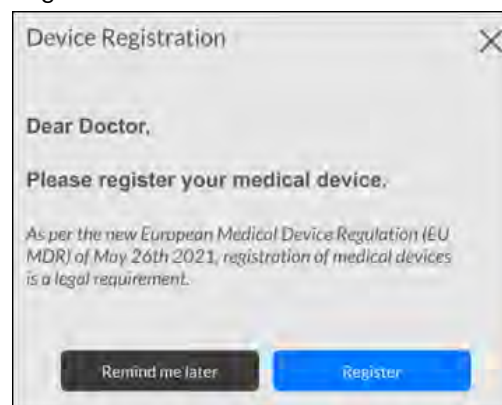 Device Registration
Dear Doctor,
Please register your medical device.
As per the new European Medical Device Regulation (EU
MDR) of May 26th 2021, registration of medical devices
is a legal requirement.
Remind me later
Register